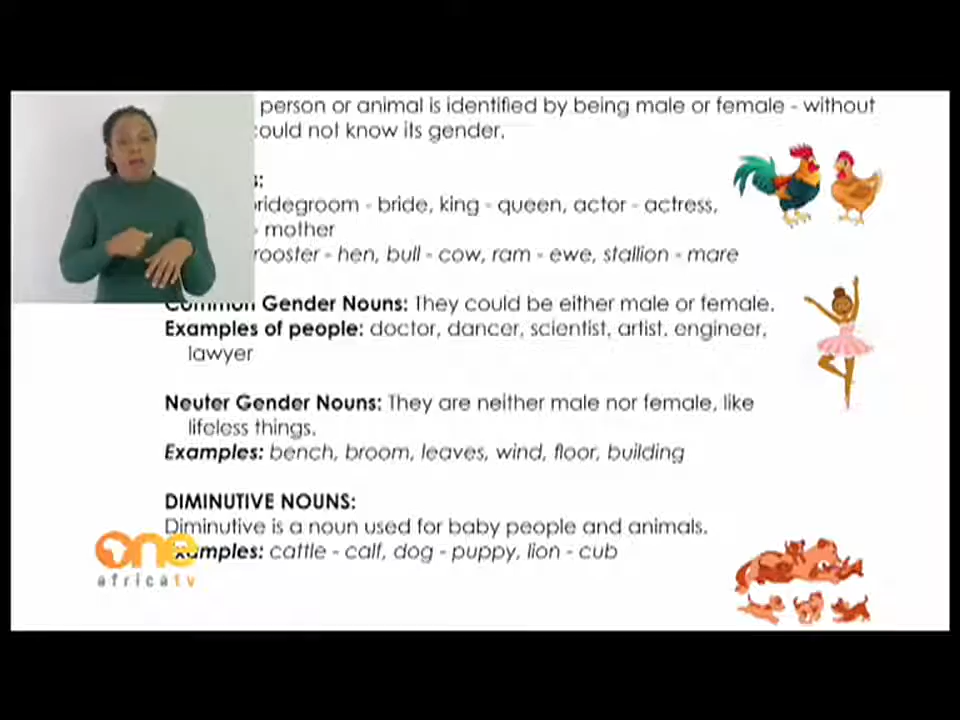 person or animal is identified by being male or female - without
could not know its gender.
s:
bridegroom - bride, king - queen, actor - actress,
- mother
rooster - hen, bull - cow, ram - ewe, stallion - mare
Common Gender Nouns: They could be either male or female.
Examples of people: doctor, dancer, scientist, artist, engineer,
lawyer
Neuter Gender Nouns: They are neither male nor female, like
lifeless things.
Examples: bench, broom, leaves, wind, floor, building
DIMINUTIVE NOUNS:
Diminutive is a noun used for baby people and animals.
Examples: cattle - calf, dog - puppy, lion - cub
one
africa tv